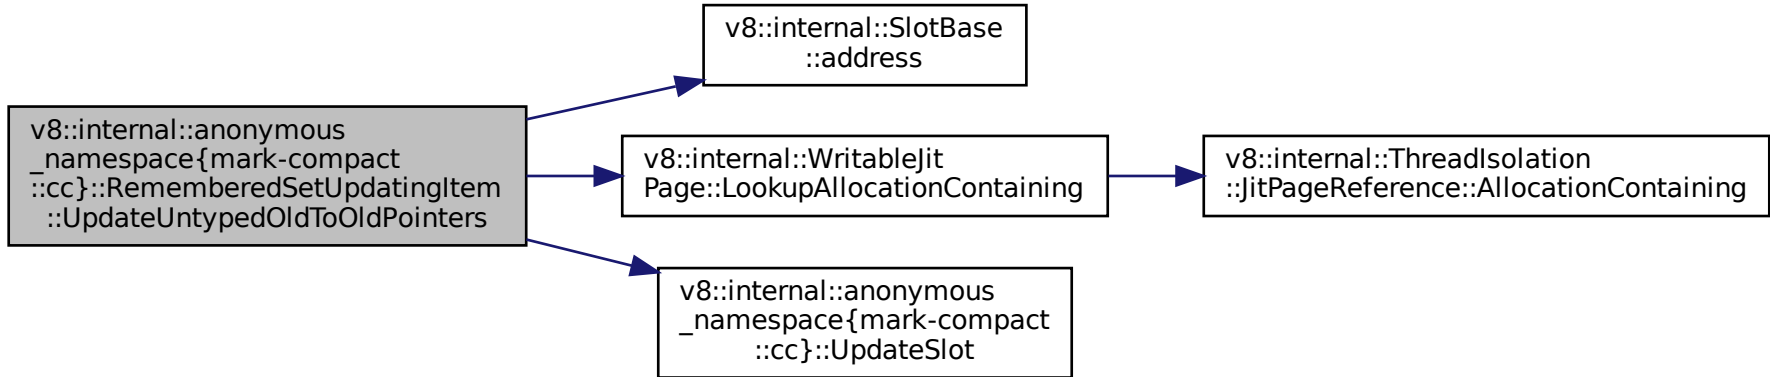 v8::internal::SlotBase
::address
v8::internal::anonymous
_namespace{mark-compact
::cc}::RememberedSetUpdatingItem
::UpdateUntypedOldToOldPointers
v8::internal::WritableJit
Page::LookupAllocationContaining
v8::internal::ThreadIsolation
::JitPageReference::AllocationContaining
v8::internal::anonymous
_namespace{mark-compact
::cc}::UpdateSlot